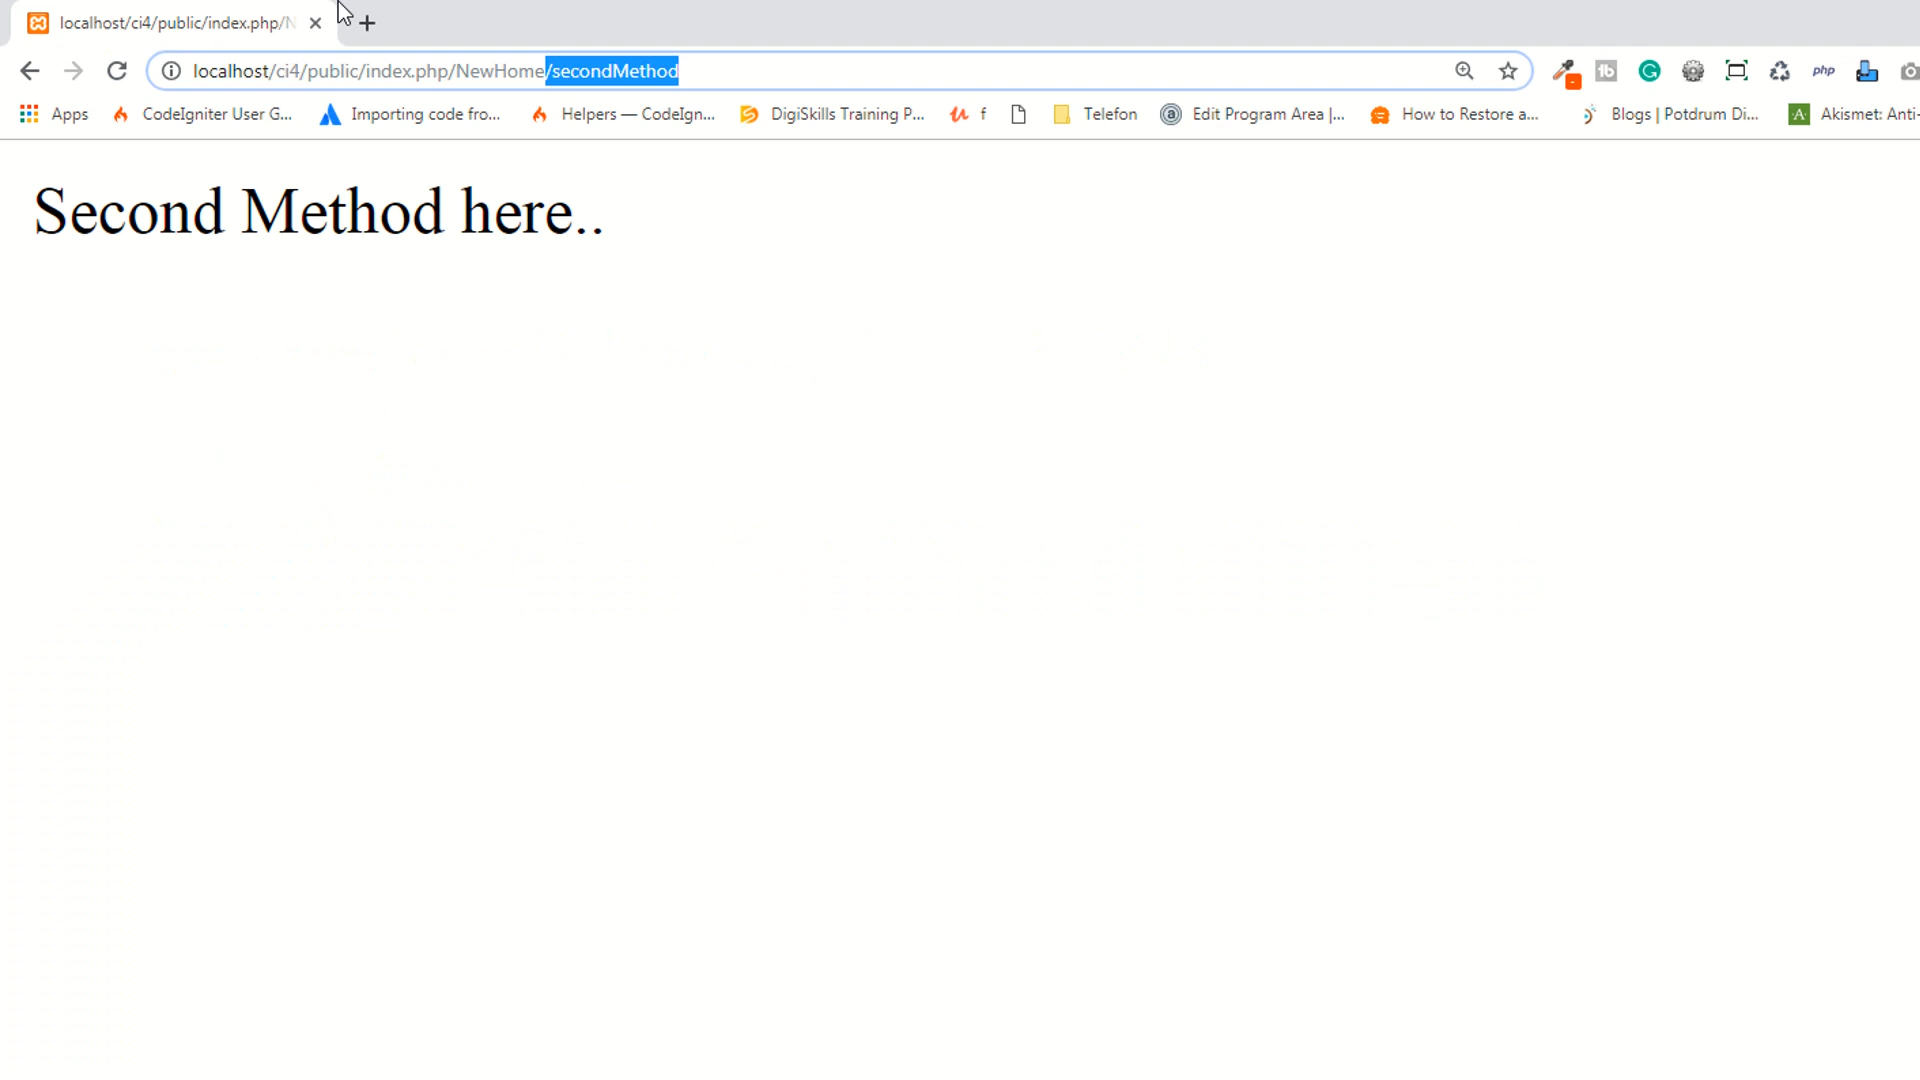 localhost/ci4/public/index.php/N
localhost/ci4/public/index.php/NewHome/secondMethod
Apps CodeIgniter User G... Importing code fro... Helpers — CodeIgn... DigiSkills Training P... f Telefon Edit Program Area |... How to Restore a... Blogs | Potdrum Di... Akismet: Anti-
Second Method here..